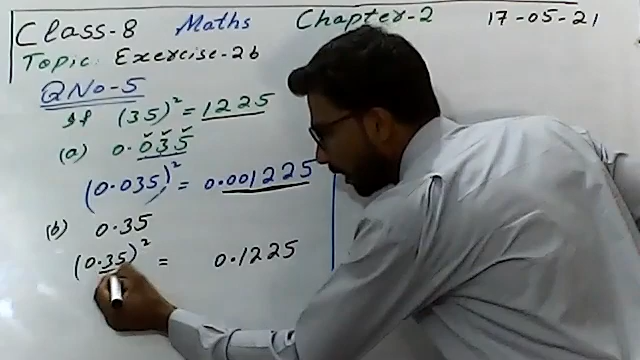 Class-8 Maths Chapter-2 17-05-21
Topic: Exercise-2b
Q No-5
If (35)² = 1225
(a) 0.035
(0.035)² = 0.001225
(b) 0.35
(0.35)² = 0.1225